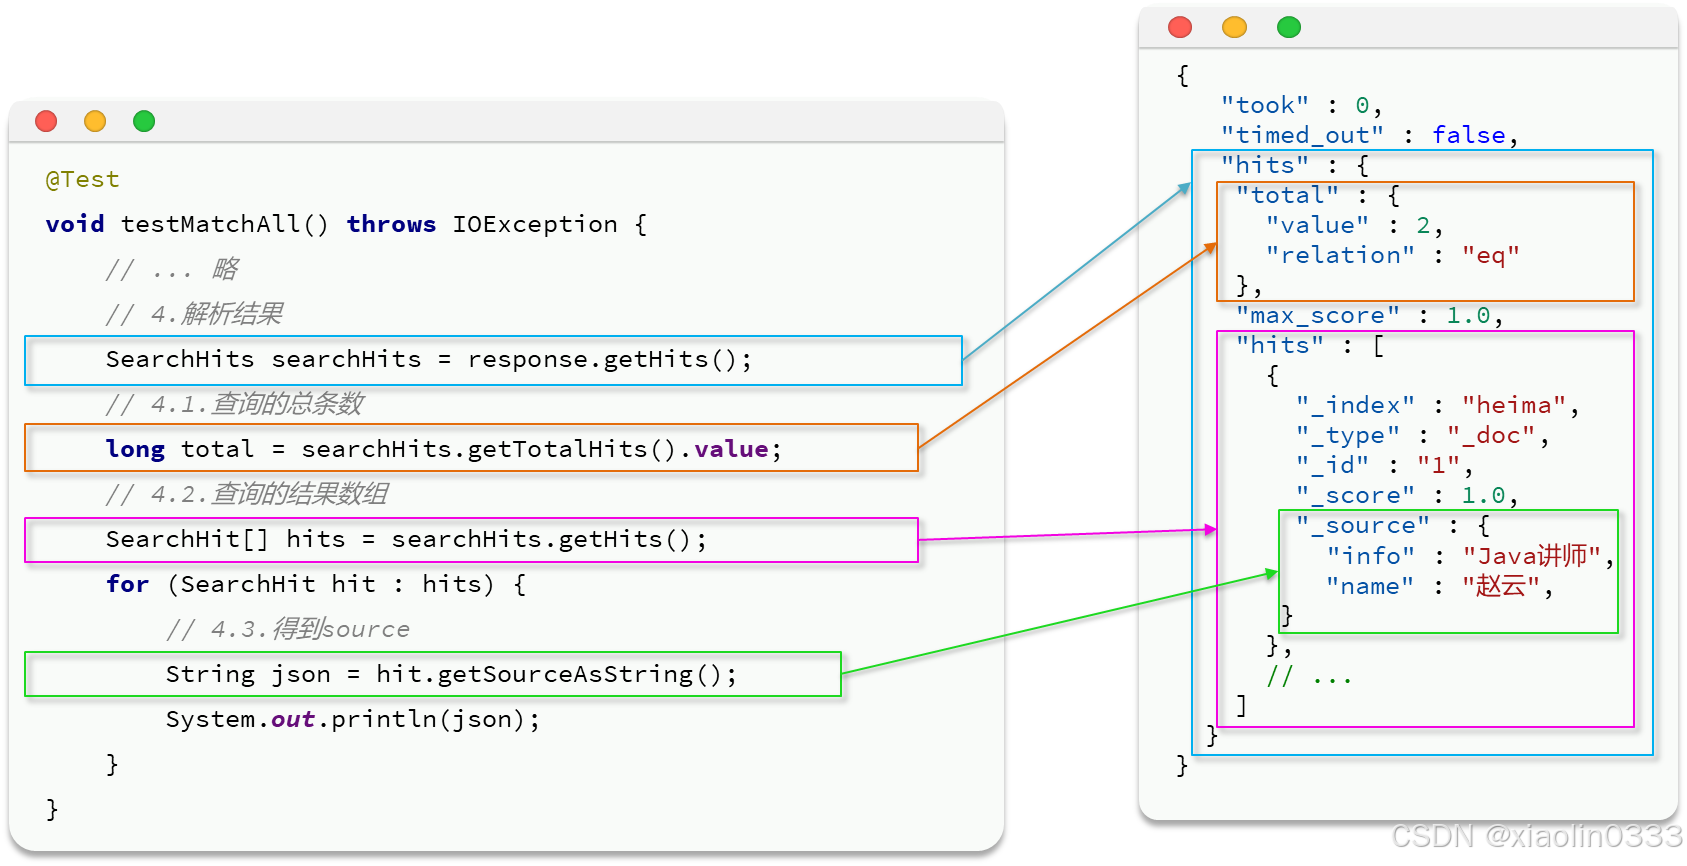 @Test
void testMatchAll() throws IOException {
// ... 略
// 4.解析结果
SearchHits searchHits = response.getHits();
// 4.1.查询的总条数
long total = searchHits.getTotalHits().value;
// 4.2.查询的结果数组
SearchHit[] hits = searchHits.getHits();
for (SearchHit hit : hits) {
// 4.3.得到source
String json = hit.getSourceAsString();
System.out.println(json);
}
}
{
"took" : 0,
"timed_out" : false,
"hits" : {
"total" : {
"value" : 2,
"relation" : "eq"
},
"max_score" : 1.0,
"hits" : [
{
"_index" : "heima",
"_type" : "_doc",
"_id" : "1",
"_score" : 1.0,
"_source" : {
"info" : "Java讲师",
"name" : "赵云",
}
},
// ...
]
}
}
CSDN @xiaolin0333